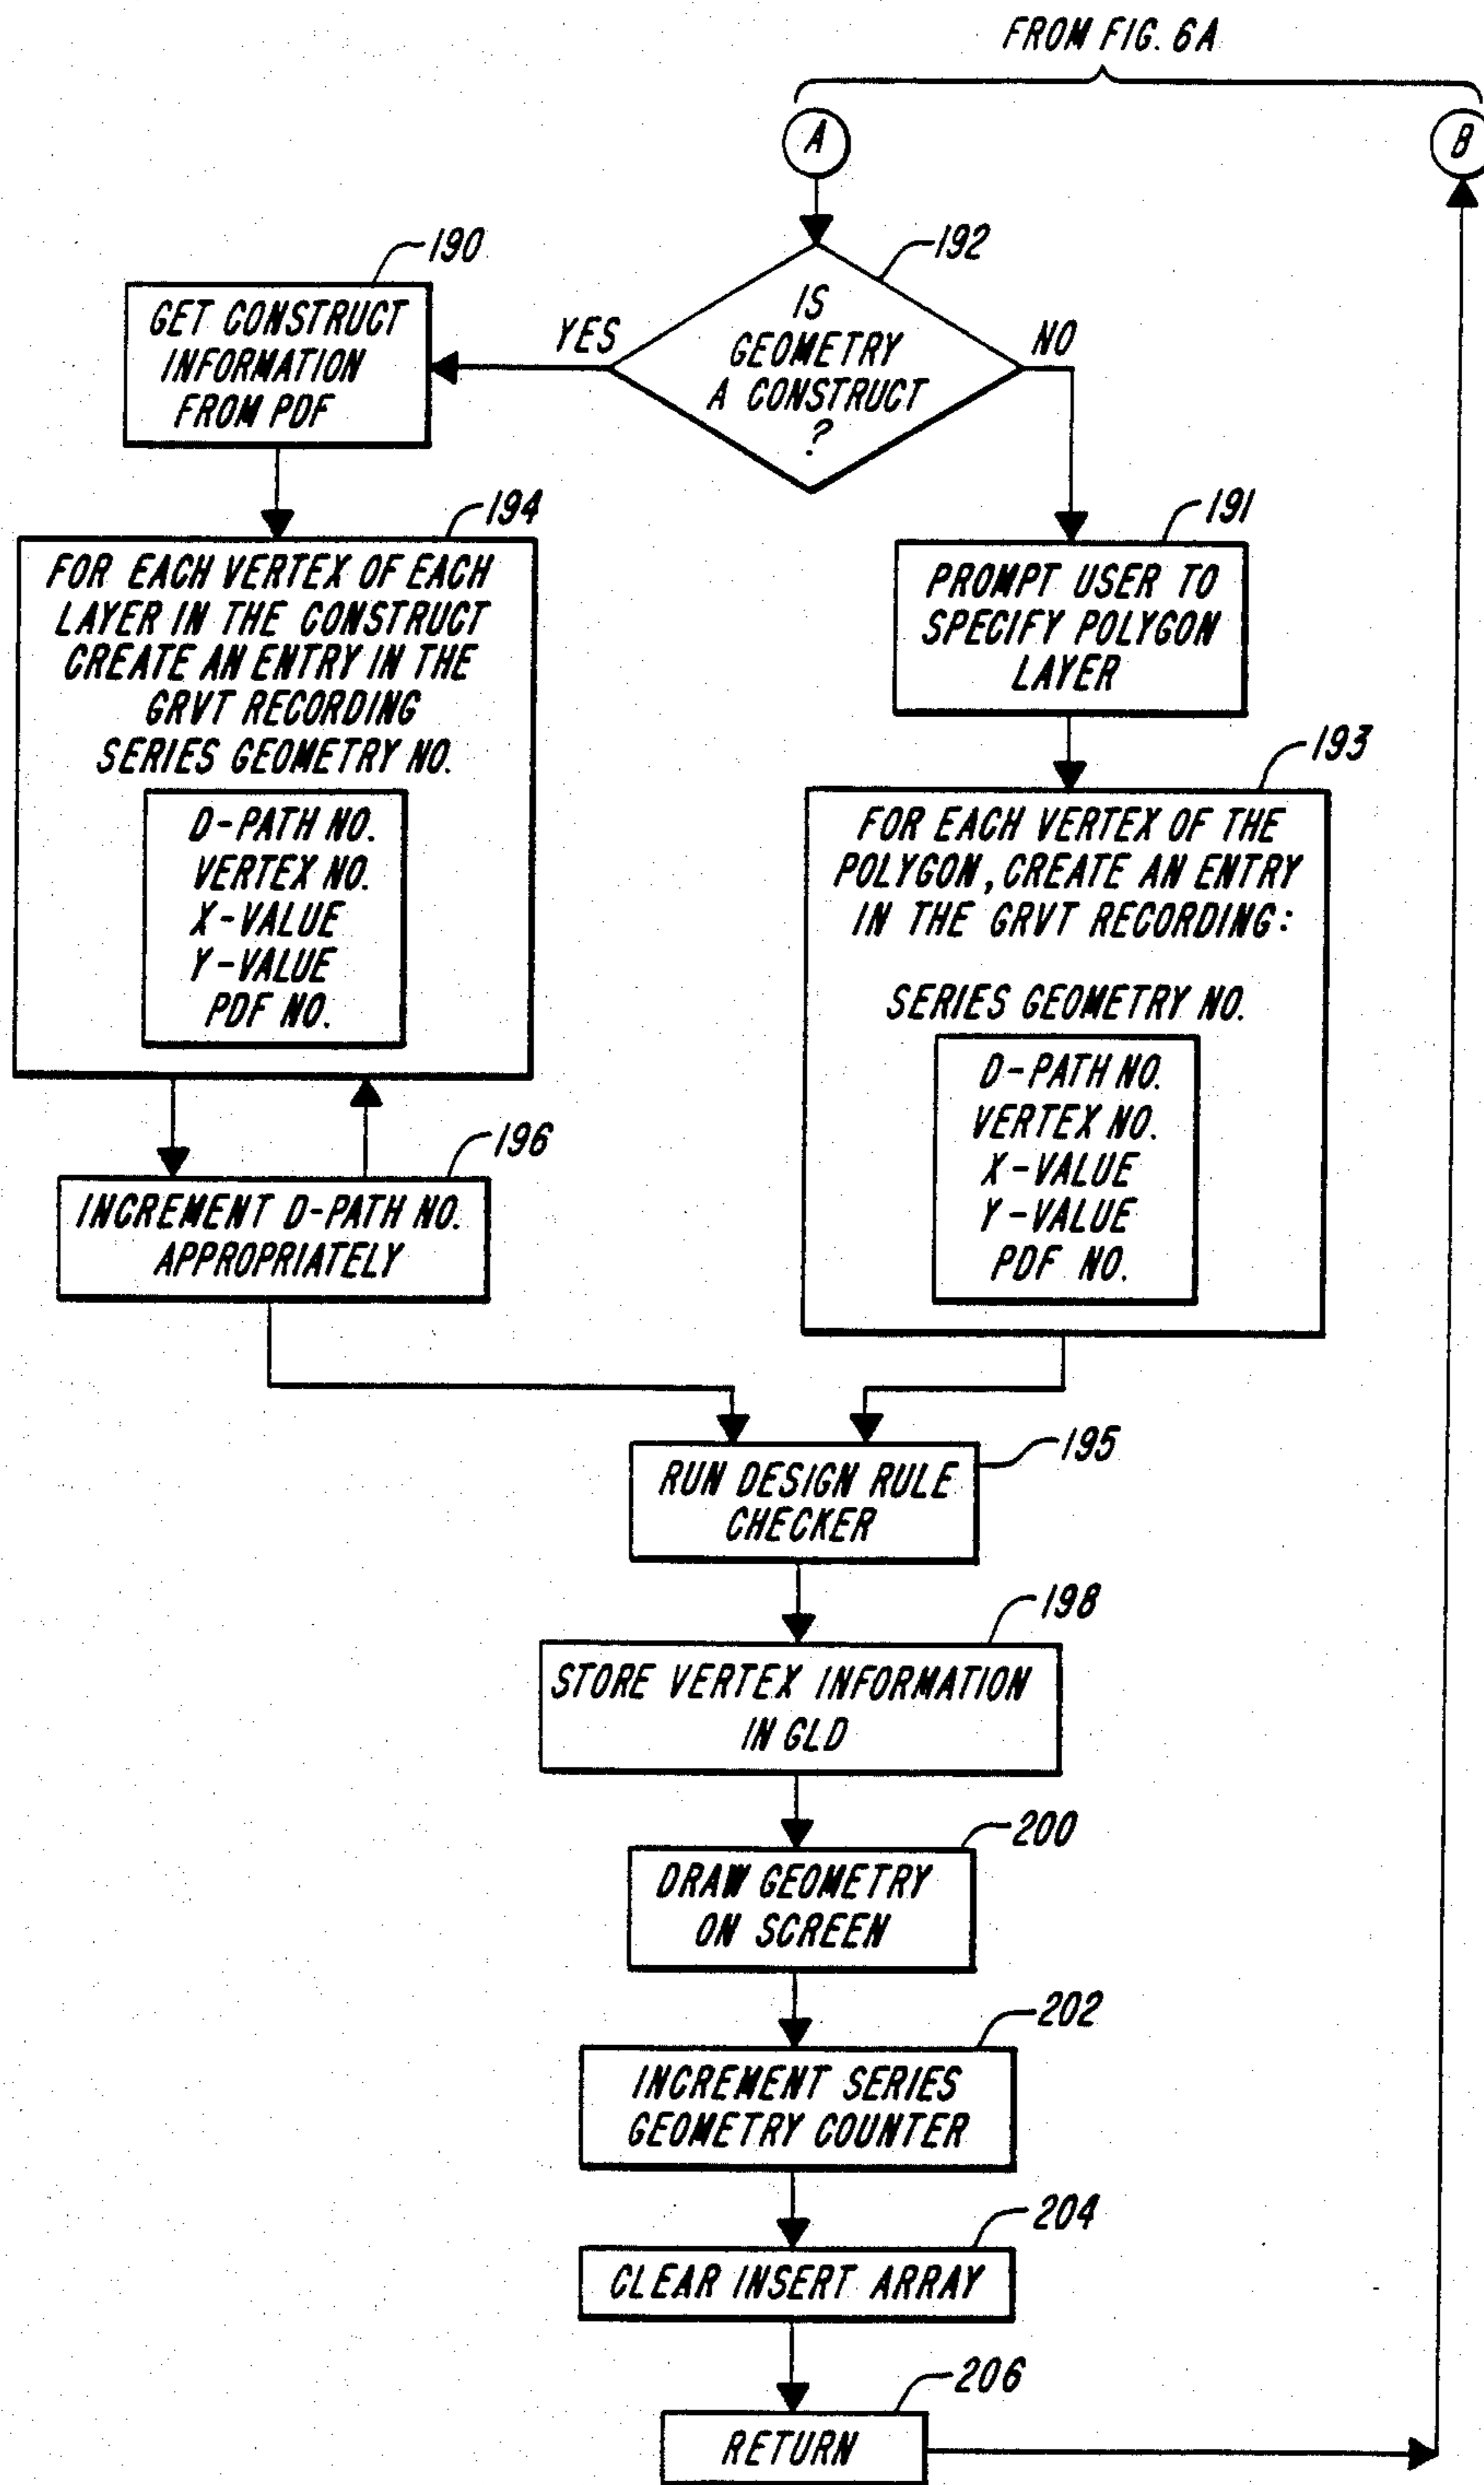 FROM FIG. 6A
A
B
192
IS
GEOMETRY
A CONSTRUCT
?
YES
NO
190
GET CONSTRUCT
INFORMATION
FROM PDF
194
FOR EACH VERTEX OF EACH
LAYER IN THE CONSTRUCT
CREATE AN ENTRY IN THE
GRVT RECORDING
SERIES GEOMETRY NO.
D-PATH NO.
VERTEX NO.
X-VALUE
Y-VALUE
PDF NO.
196
INCREMENT D-PATH NO.
APPROPRIATELY
191
PROMPT USER TO
SPECIFY POLYGON
LAYER
193
FOR EACH VERTEX OF THE
POLYGON, CREATE AN ENTRY
IN THE GRVT RECORDING:
SERIES GEOMETRY NO.
D-PATH NO.
VERTEX NO.
X-VALUE
Y-VALUE
PDF NO.
195
RUN DESIGN RULE
CHECKER
198
STORE VERTEX INFORMATION
IN GLD
200
DRAW GEOMETRY
ON SCREEN
202
INCREMENT SERIES
GEOMETRY COUNTER
204
CLEAR INSERT ARRAY
206
RETURN